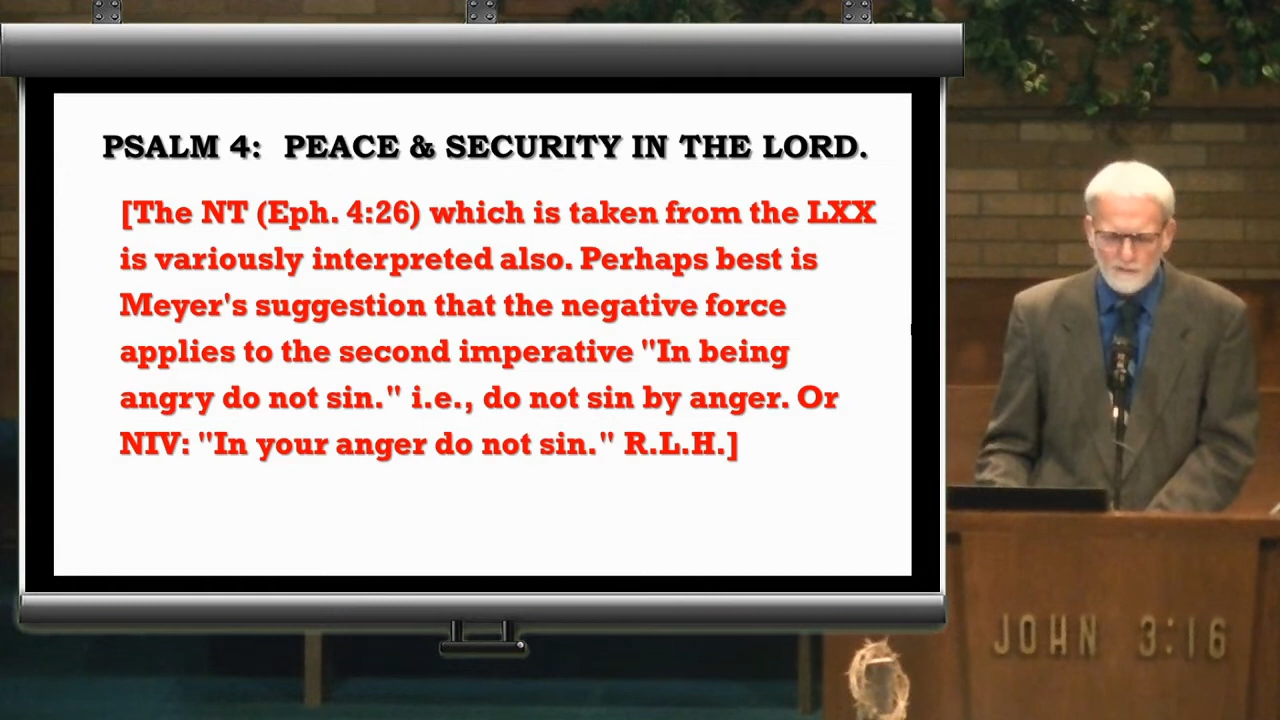 PSALM 4: PEACE & SECURITY IN THE LORD.
[The NT (Eph. 4:26) which is taken from the LXX
is variously interpreted also. Perhaps best is
Meyer's suggestion that the negative force
applies to the second imperative "In being
angry do not sin." i.e., do not sin by anger. Or
NIV: "In your anger do not sin." R.L.H.]
JOHN 3:16